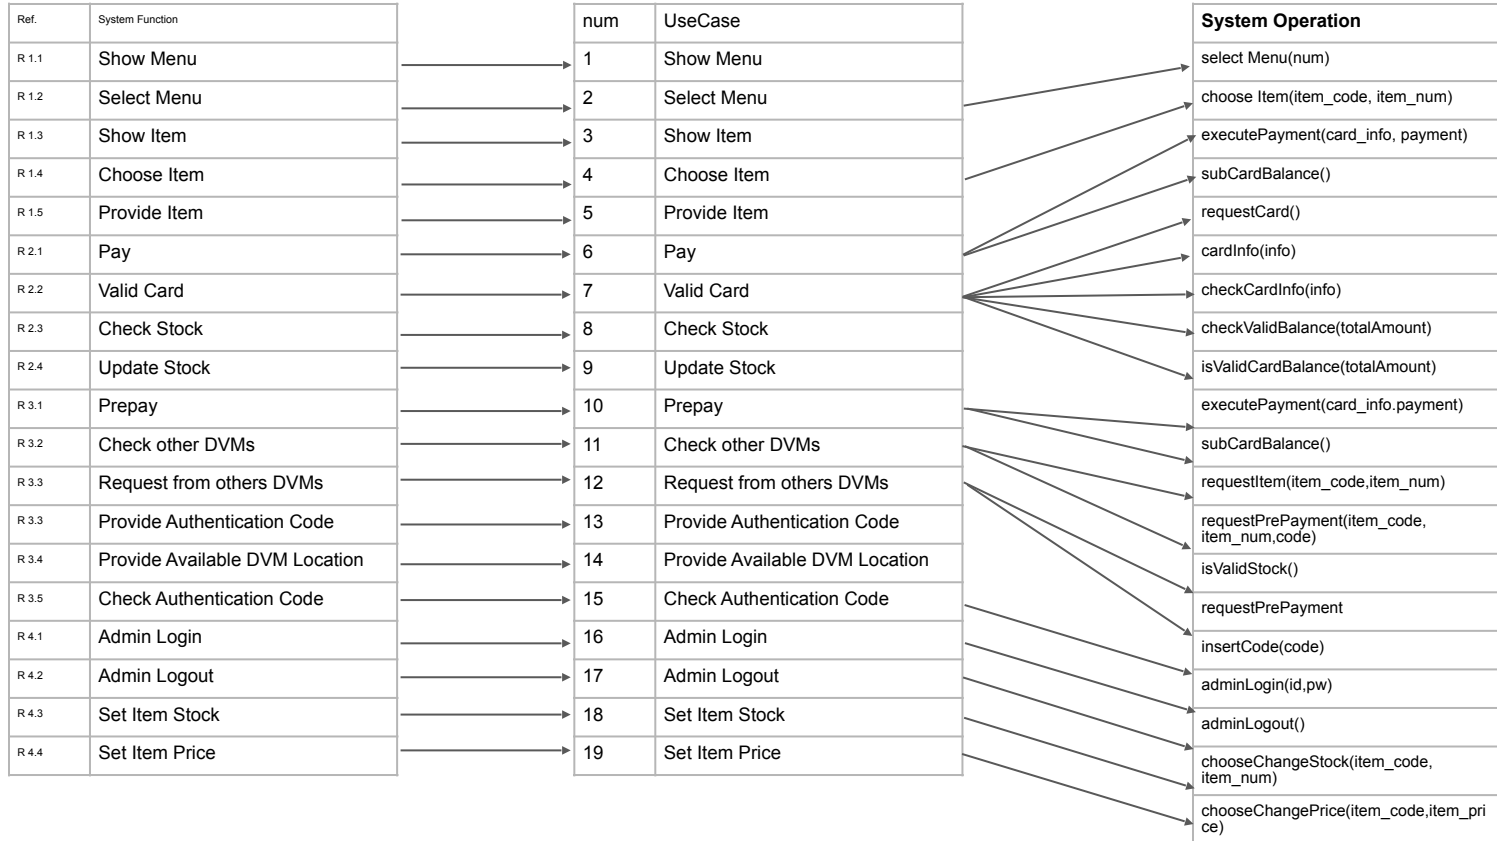 Ref. System Function
R 1.1 Show Menu
R 1.2 Select Menu
R 1.3 Show Item
R 1.4 Choose Item
R 1.5 Provide Item
R 2.1 Pay
R 2.2 Valid Card
R 2.3 Check Stock
R 2.4 Update Stock
R 3.1 Prepay
R 3.2 Check other DVMs
R 3.3 Request from others DVMs
R 3.3 Provide Authentication Code
R 3.4 Provide Available DVM Location
R 3.5 Check Authentication Code
R 4.1 Admin Login
R 4.2 Admin Logout
R 4.3 Set Item Stock
R 4.4 Set Item Price
num UseCase
1 Show Menu
2 Select Menu
3 Show Item
4 Choose Item
5 Provide Item
6 Pay
7 Valid Card
8 Check Stock
9 Update Stock
10 Prepay
11 Check other DVMs
12 Request from others DVMs
13 Provide Authentication Code
14 Provide Available DVM Location
15 Check Authentication Code
16 Admin Login
17 Admin Logout
18 Set Item Stock
19 Set Item Price
System Operation
select Menu(num)
choose Item(item_code, item_num)
executePayment(card_info, payment)
subCardBalance()
requestCard()
cardInfo(info)
checkCardInfo(info)
checkValidBalance(totalAmount)
isValidCardBalance(totalAmount)
executePayment(card_info.payment)
subCardBalance()
requestItem(item_code,item_num)
requestPrePayment(item_code,
item_num,code)
isValidStock()
requestPrePayment
insertCode(code)
adminLogin(id,pw)
adminLogout()
chooseChangeStock(item_code,
item_num)
chooseChangePrice(item_code,item_pri
ce)